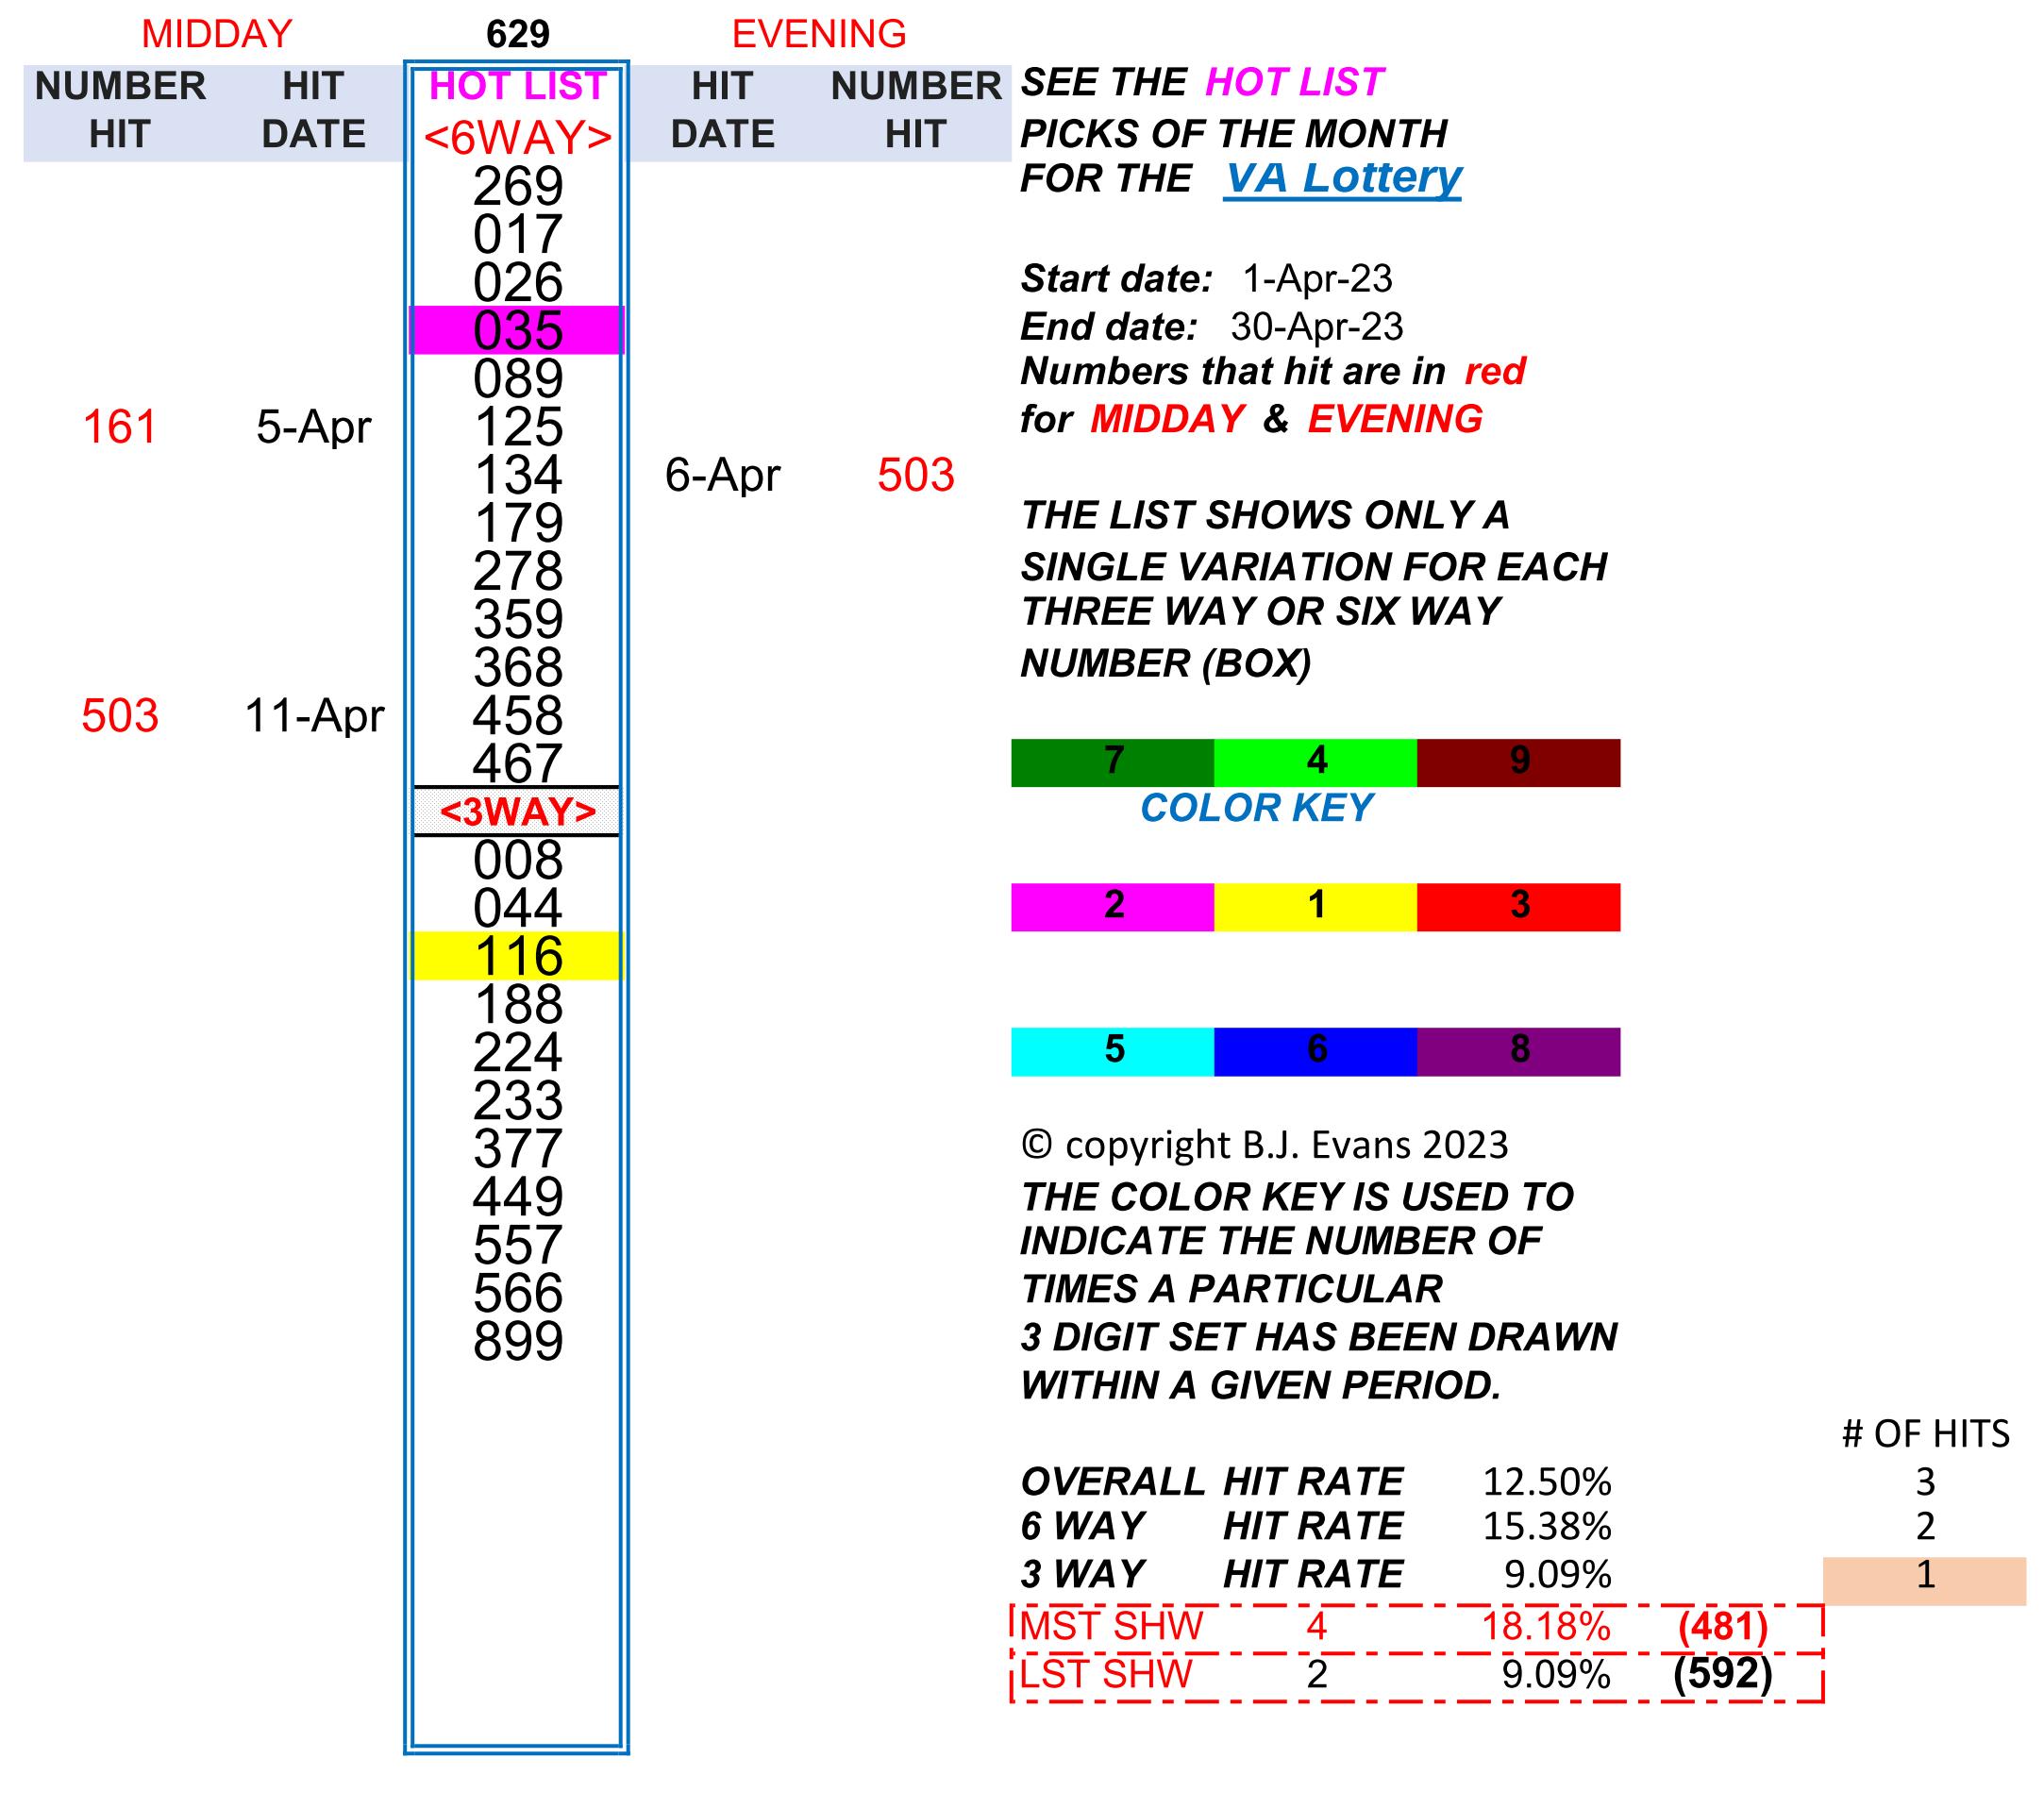 MIDDAY 629 EVENING
NUMBER HIT HOT LIST HIT NUMBER SEE THE HOT LIST
HIT DATE <6WAY> DATE HIT PICKS OF THE MONTH
269 FOR THE VA Lottery
017
026 Start date: 1-Apr-23
035 End date: 30-Apr-23
089 Numbers that hit are in red
161 5-Apr 125 for MIDDAY & EVENING
134 6-Apr 503
179 THE LIST SHOWS ONLY A
278 SINGLE VARIATION FOR EACH
359 THREE WAY OR SIX WAY
368 NUMBER (BOX)
503 11-Apr 458
467 7 4 9
<3WAY> COLOR KEY
008
044 2 1 3
116
188
224 5 6 8
233
377 © copyright B.J. Evans 2023
449 THE COLOR KEY IS USED TO
557 INDICATE THE NUMBER OF
566 TIMES A PARTICULAR
899 3 DIGIT SET HAS BEEN DRAWN
WITHIN A GIVEN PERIOD.
# OF HITS
OVERALL HIT RATE 12.50% 3
6 WAY HIT RATE 15.38% 2
3 WAY HIT RATE 9.09% 1
MST SHW 4 18.18% (481)
LST SHW 2 9.09% (592)